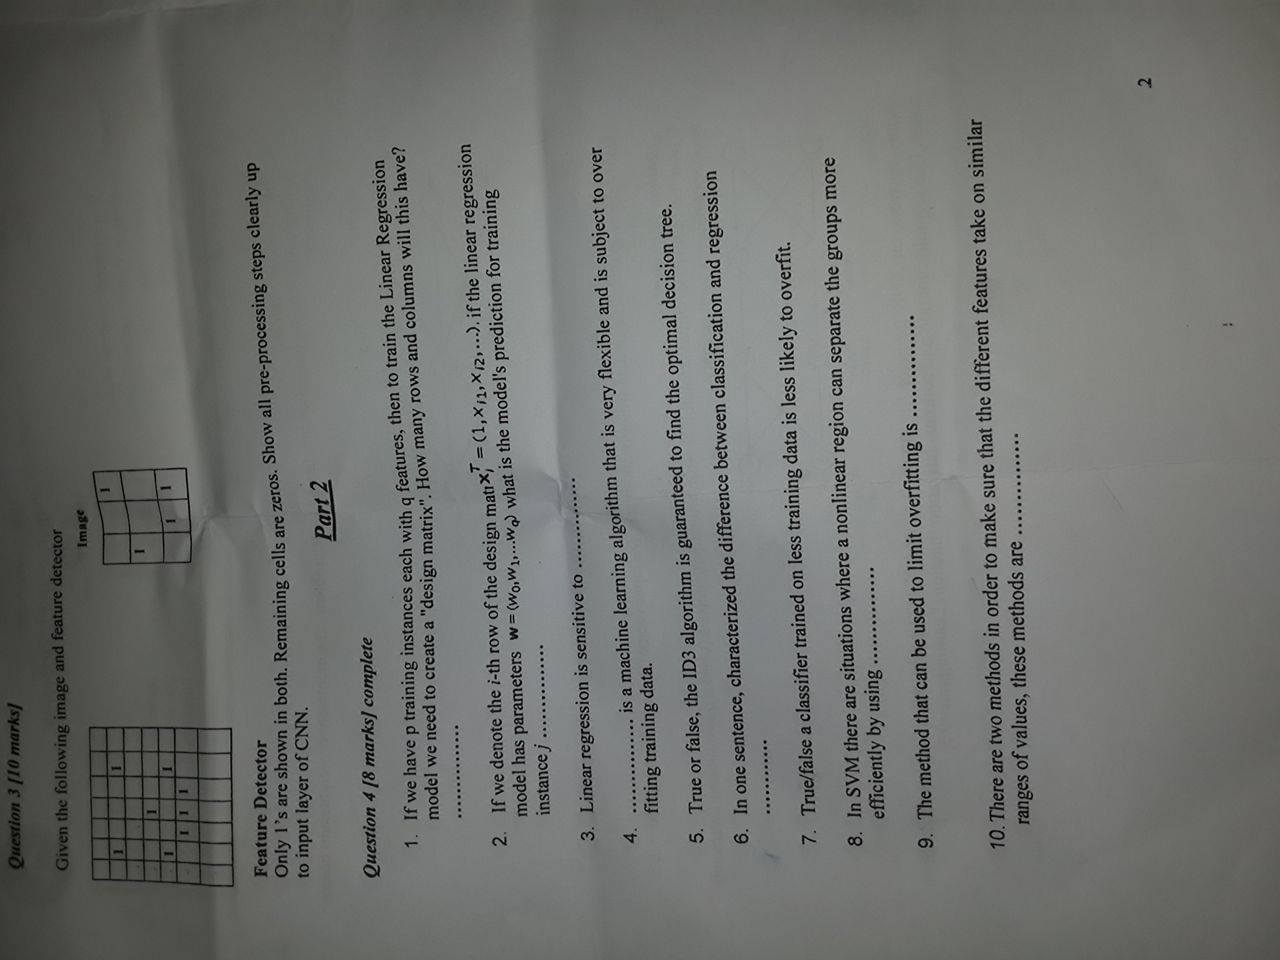 Question 3 [10 marks]
Given the following image and feature detector
Image
1 1
1
1 1
1 1 1
1
1
1 1
Feature Detector
Only 1's are shown in both. Remaining cells are zeros. Show all pre-processing steps clearly up
to input layer of CNN.
Part 2
Question 4 [8 marks] complete
1. If we have p training instances each with q features, then to train the Linear Regression
model we need to create a "design matrix". How many rows and columns will this have?
...............
2. If we denote the i-th row of the design matr x_i^T = (1, x_i1, x_i2, ...). if the linear regression
model has parameters w = (w0, w1, ...wq) what is the model's prediction for training
instance j ...............
3. Linear regression is sensitive to ...............
4. ............... is a machine learning algorithm that is very flexible and is subject to over
fitting training data.
5. True or false, the ID3 algorithm is guaranteed to find the optimal decision tree.
6. In one sentence, characterized the difference between classification and regression
............
7. True/false a classifier trained on less training data is less likely to overfit.
8. In SVM there are situations where a nonlinear region can separate the groups more
efficiently by using ...............
9. The method that can be used to limit overfitting is ...............
10. There are two methods in order to make sure that the different features take on similar
ranges of values, these methods are ...............
2